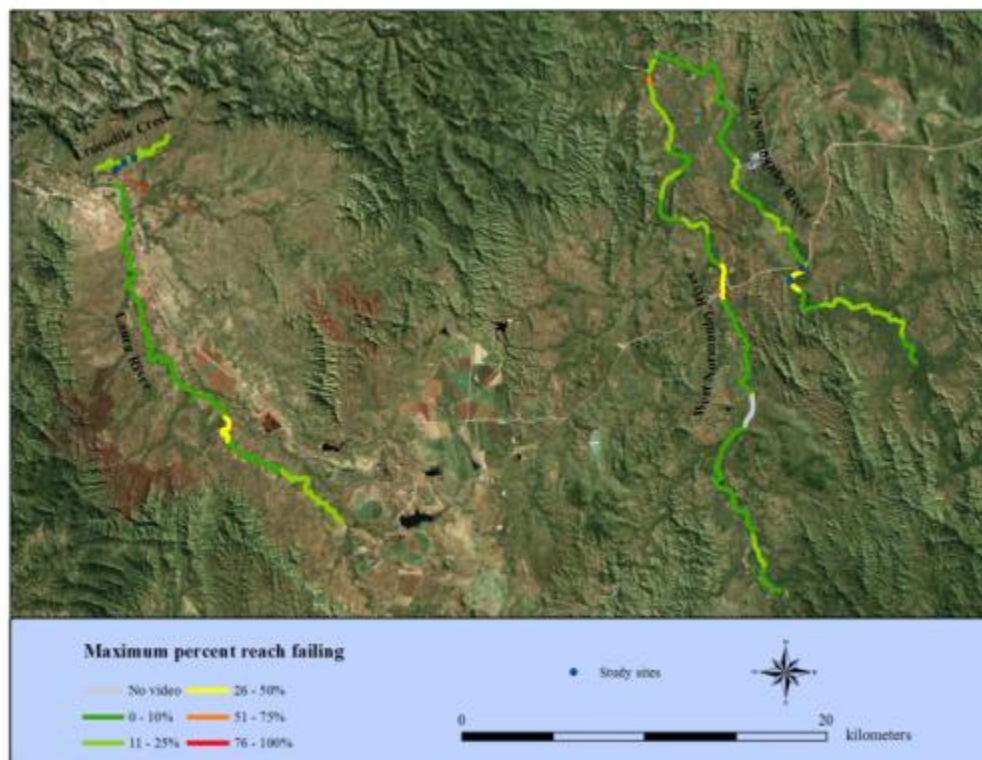 Crocodile Creek
Laura River
West Normanby River
East Normanby River
Maximum percent reach failing
No video
0 - 10%
11 - 25%
26 - 50%
51 - 75%
76 - 100%
Study sites
0
20
kilometers